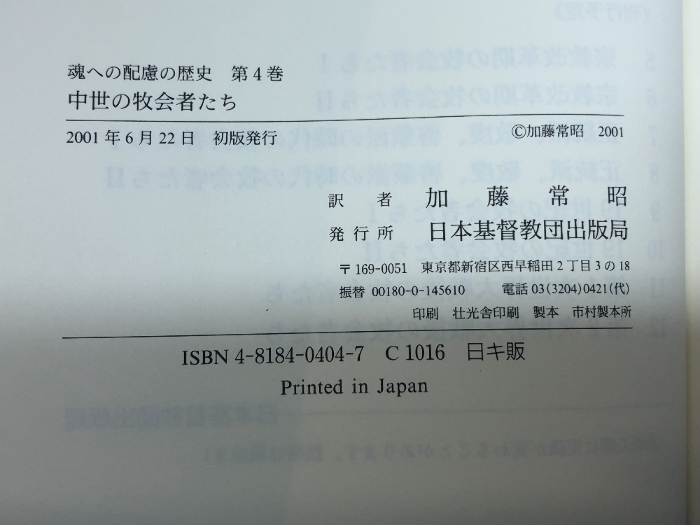 魂への配慮の歴史 第4巻
中世の牧会者たち
2001年6月22日 初版発行
©加藤常昭 2001
訳者 加藤常昭
発行所 日本基督教団出版局
〒169-0051 東京都新宿区西早稲田2丁目3の18
振替 00180-0-145610 電話03(3204)0421(代)
印刷 壮光舎印刷 製本 市村製本所
ISBN 4-8184-0404-7 C1016 日キ販
Printed in Japan